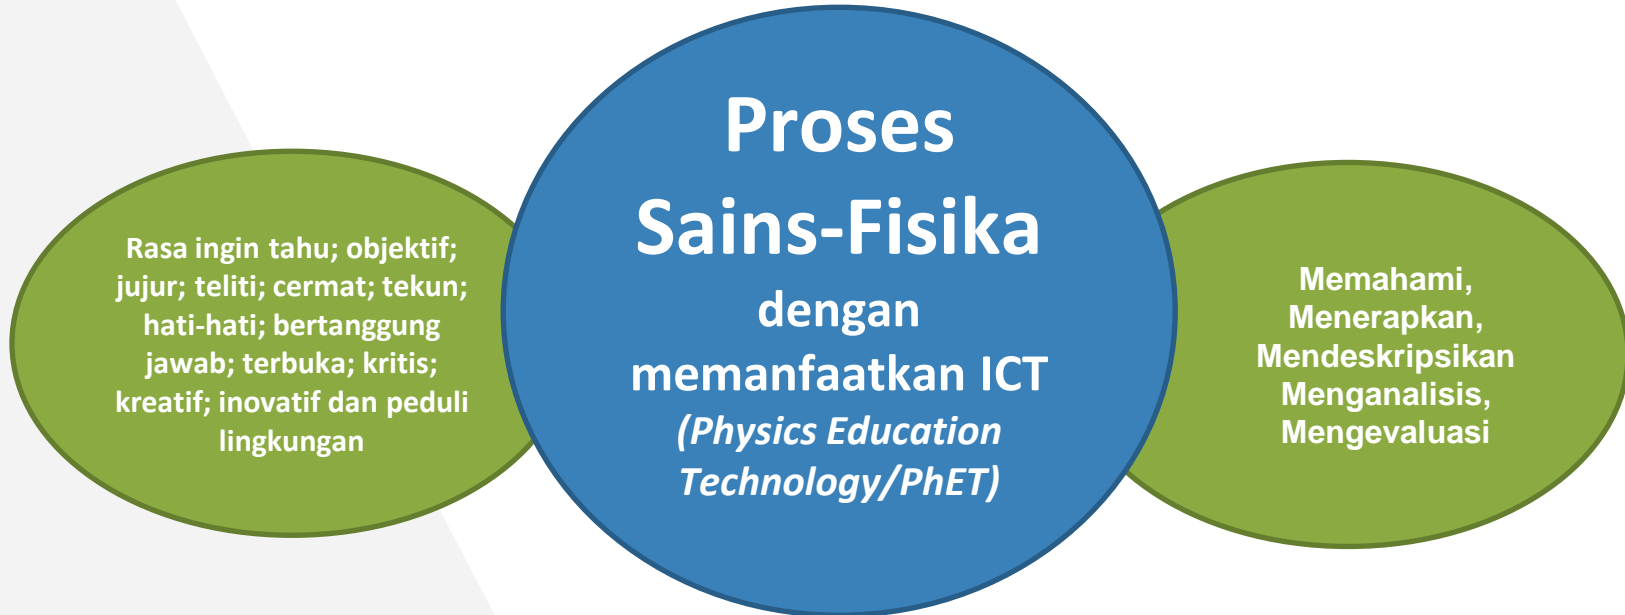 Rasa ingin tahu; objektif;
jujur; teliti; cermat; tekun;
hati-hati; bertanggung
jawab; terbuka; kritis;
kreatif; inovatif dan peduli
lingkungan
Proses
Sains-Fisika
dengan
memanfaatkan ICT
(Physics Education
Technology/PhET)
Memahami,
Menerapkan,
Mendeskripsikan
Menganalisis,
Mengevaluasi